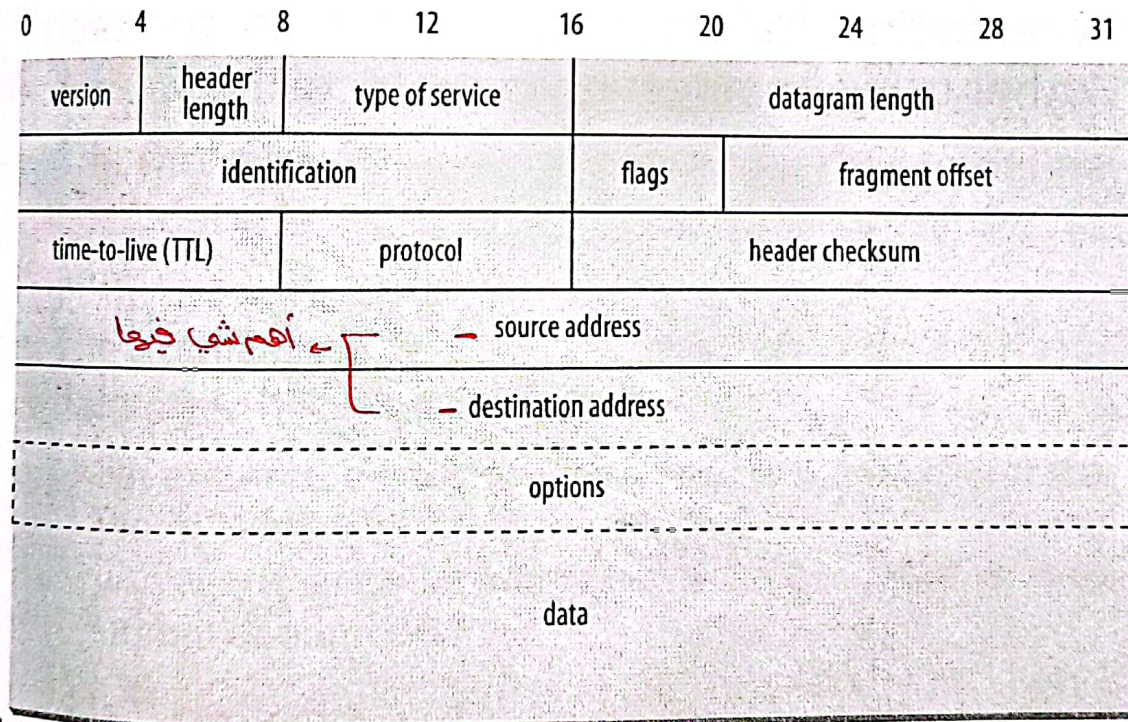 0 4 8 12 16 20 24 28 31
version header length type of service datagram length
identification flags fragment offset
time-to-live (TTL) protocol header checksum
أهم شي فيها ← - source address
- destination address
options
data